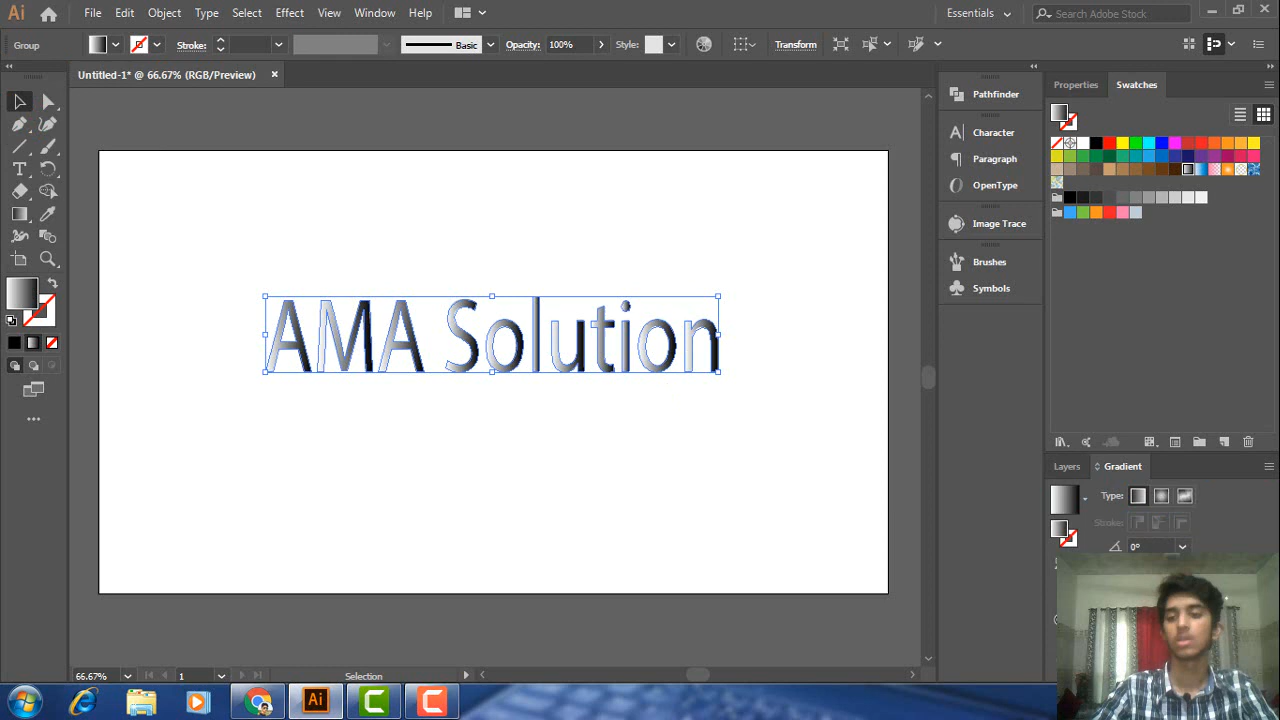 Ai File Edit Object Type Select Effect View Window Help Essentials Search Adobe Stock
Group Stroke: Basic Opacity: 100% Style: Transform
Untitled-1* @ 66.67% (RGB/Preview)
Pathfinder
Character
Paragraph
OpenType
Image Trace
Brushes
Symbols
Properties Swatches
AMA Solution
Layers Gradient
Type:
Stroke:
0°
66.67% 1 Selection
Ai